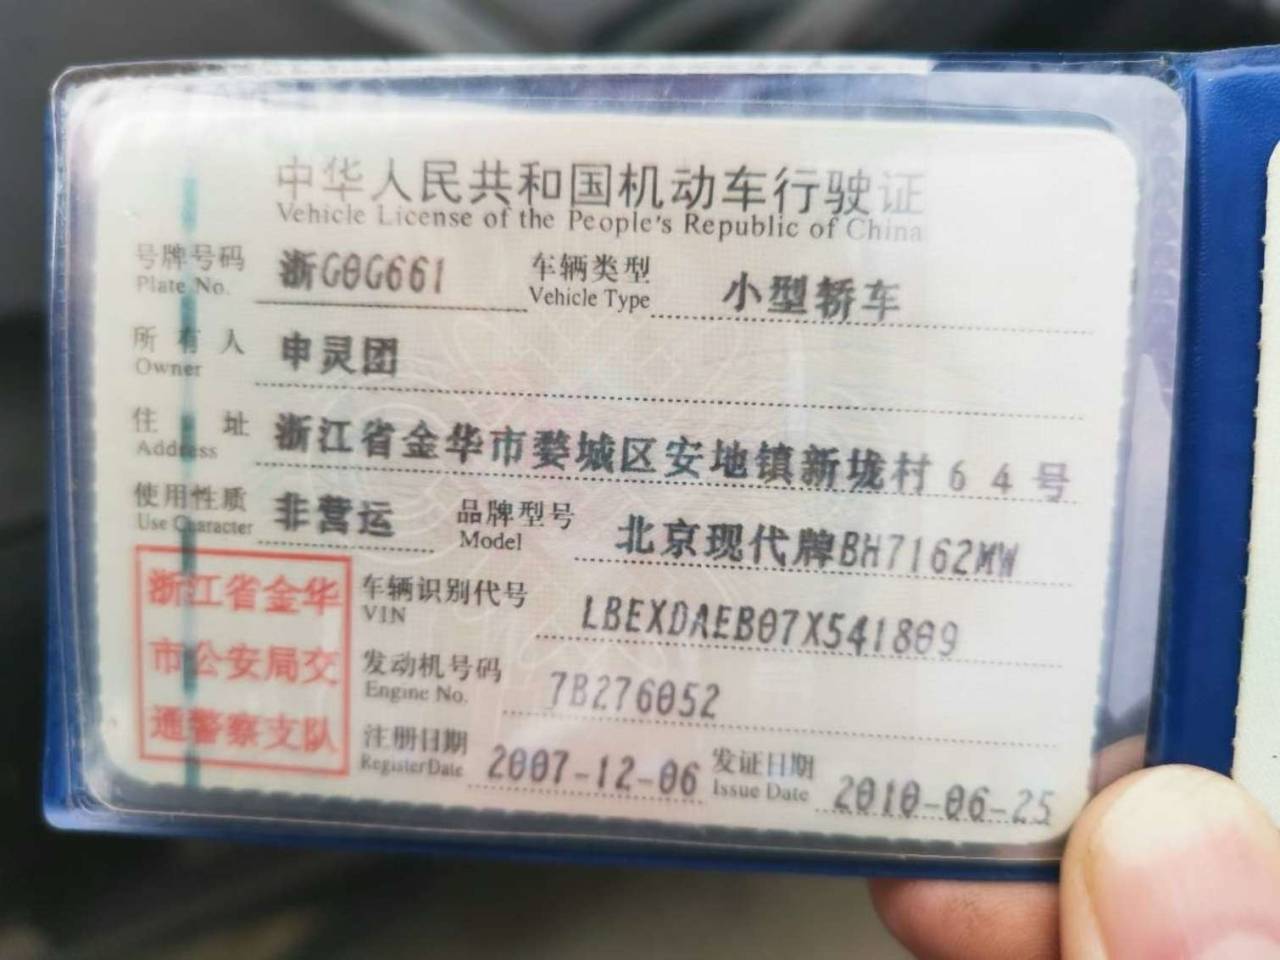 中华人民共和国机动车行驶证
Vehicle License of the People's Republic of China
号牌号码 浙G0G661 车辆类型 小型轿车
Plate No. Vehicle Type
所有人 申灵团
Owner
住址 浙江省金华市婺城区安地镇新垅村64号
Address
使用性质 非营运 品牌型号 北京现代牌BH7162MW
Use Character Model
浙江省金华
市公安局交
通警察支队
车辆识别代号 LBEXDAEB07X541809
VIN
发动机号码 7B276052
Engine No.
注册日期 2007-12-06 发证日期 2010-06-25
RegisterDate Issue Date